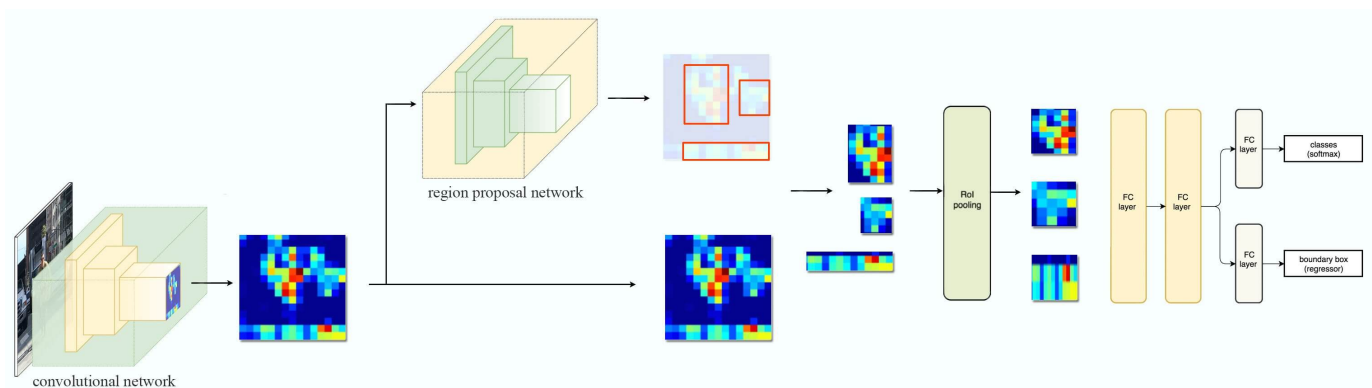 convolutional network
region proposal network
RoI
pooling
FC
layer
FC
layer
FC
layer
classes
(softmax)
FC
layer
boundary box
(regressor)